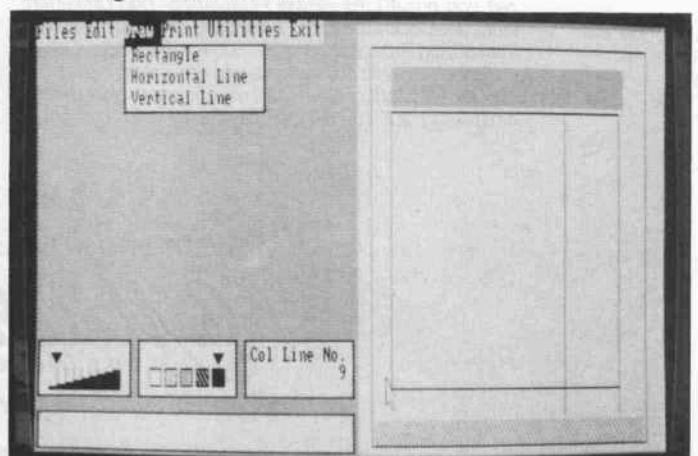 Files Edit Draw Print Utilities Exit
Rectangle
Horizontal Line
Vertical Line
Col Line No.
9